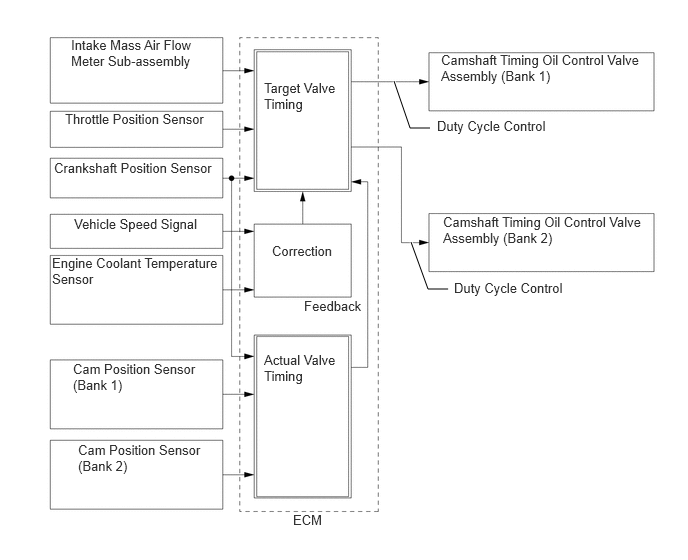 Intake Mass Air Flow
Meter Sub-assembly
Throttle Position Sensor
Crankshaft Position Sensor
Vehicle Speed Signal
Engine Coolant Temperature
Sensor
Cam Position Sensor
(Bank 1)
Cam Position Sensor
(Bank 2)
Target Valve
Timing
Correction
Feedback
Actual Valve
Timing
ECM
Camshaft Timing Oil Control Valve
Assembly (Bank 1)
Duty Cycle Control
Camshaft Timing Oil Control Valve
Assembly (Bank 2)
Duty Cycle Control